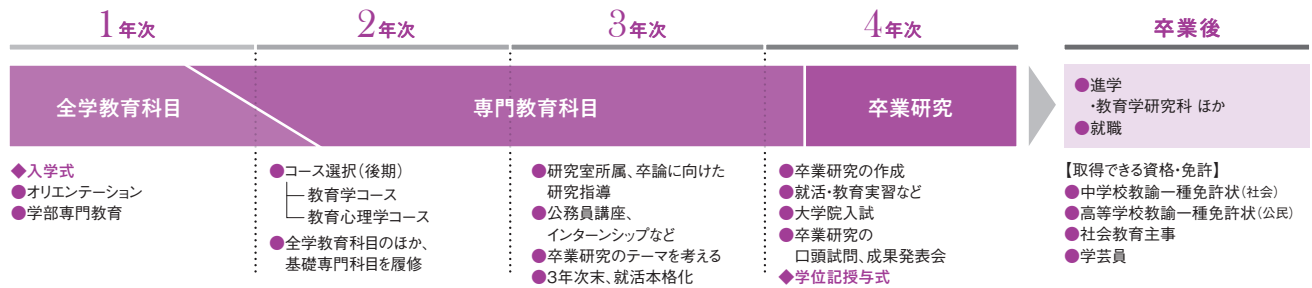 1年次
2年次
3年次
4年次
卒業後
全学教育科目
専門教育科目
卒業研究
●進学
・教育学研究科 ほか
●就職
◆入学式
●オリエンテーション
●学部専門教育
●コース選択（後期）
教育学コース
教育心理学コース
●全学教育科目のほか、
基礎専門科目を履修
●研究室所属、卒論に向けた
研究指導
●公務員講座、
インターンシップなど
●卒業研究のテーマを考える
●3年次末、就活本格化
●卒業研究の作成
●就活・教育実習など
●大学院入試
●卒業研究の
口頭試問、成果発表会
◆学位記授与式
【取得できる資格・免許】
●中学校教諭一種免許状（社会）
●高等学校教諭一種免許状（公民）
●社会教育主事
●学芸員